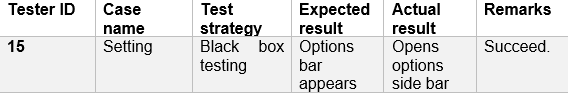 Tester ID Case name Test strategy Expected result Actual result Remarks
15 Setting Black box testing Options bar appears Opens options side bar Succeed.